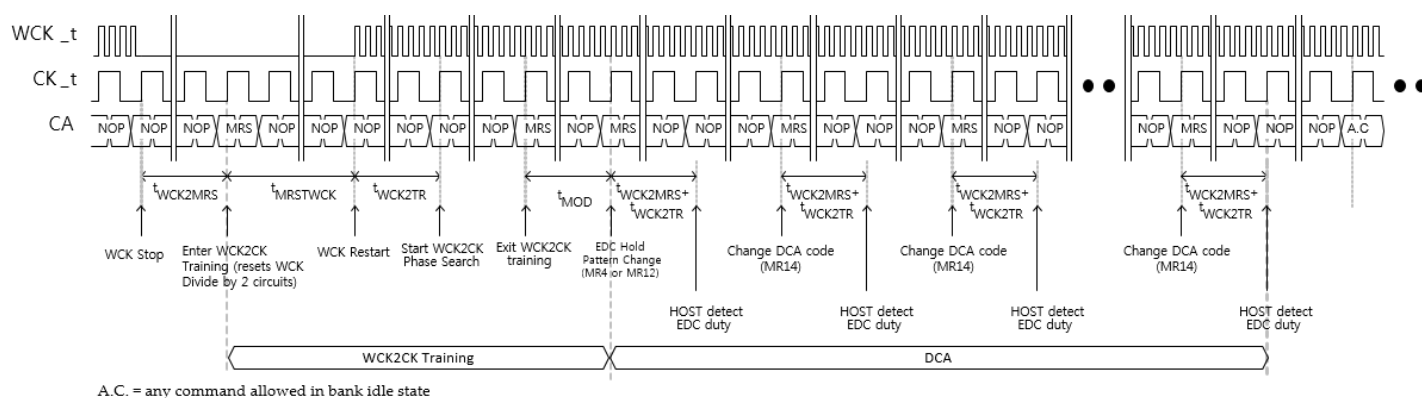 WCK _t
CK _t
CA
NOP NOP NOP MRS NOP NOP NOP NOP NOP MRS NOP MRS NOP NOP NOP MRS NOP NOP NOP MRS NOP NOP NOP MRS NOP NOP NOP A.C
tWCK2MRS
tMRSTWCK
tWCK2TR
tMOD
tWCK2MRS+
tWCK2TR
tWCK2MRS+
tWCK2TR
tWCK2MRS+
tWCK2TR
tWCK2MRS+
tWCK2TR
WCK Stop
Enter WCK2CK
Training (resets WCK
Divide by 2 circuits)
WCK Restart
Start WCK2CK
Phase Search
Exit WCK2CK
training
EDC Hold
Pattern Change
(MR4 or MR12)
Change DCA code
(MR14)
Change DCA code
(MR14)
Change DCA code
(MR14)
HOST detect
EDC duty
HOST detect
EDC duty
HOST detect
EDC duty
HOST detect
EDC duty
WCK2CK Training
DCA
A.C. = any command allowed in bank idle state